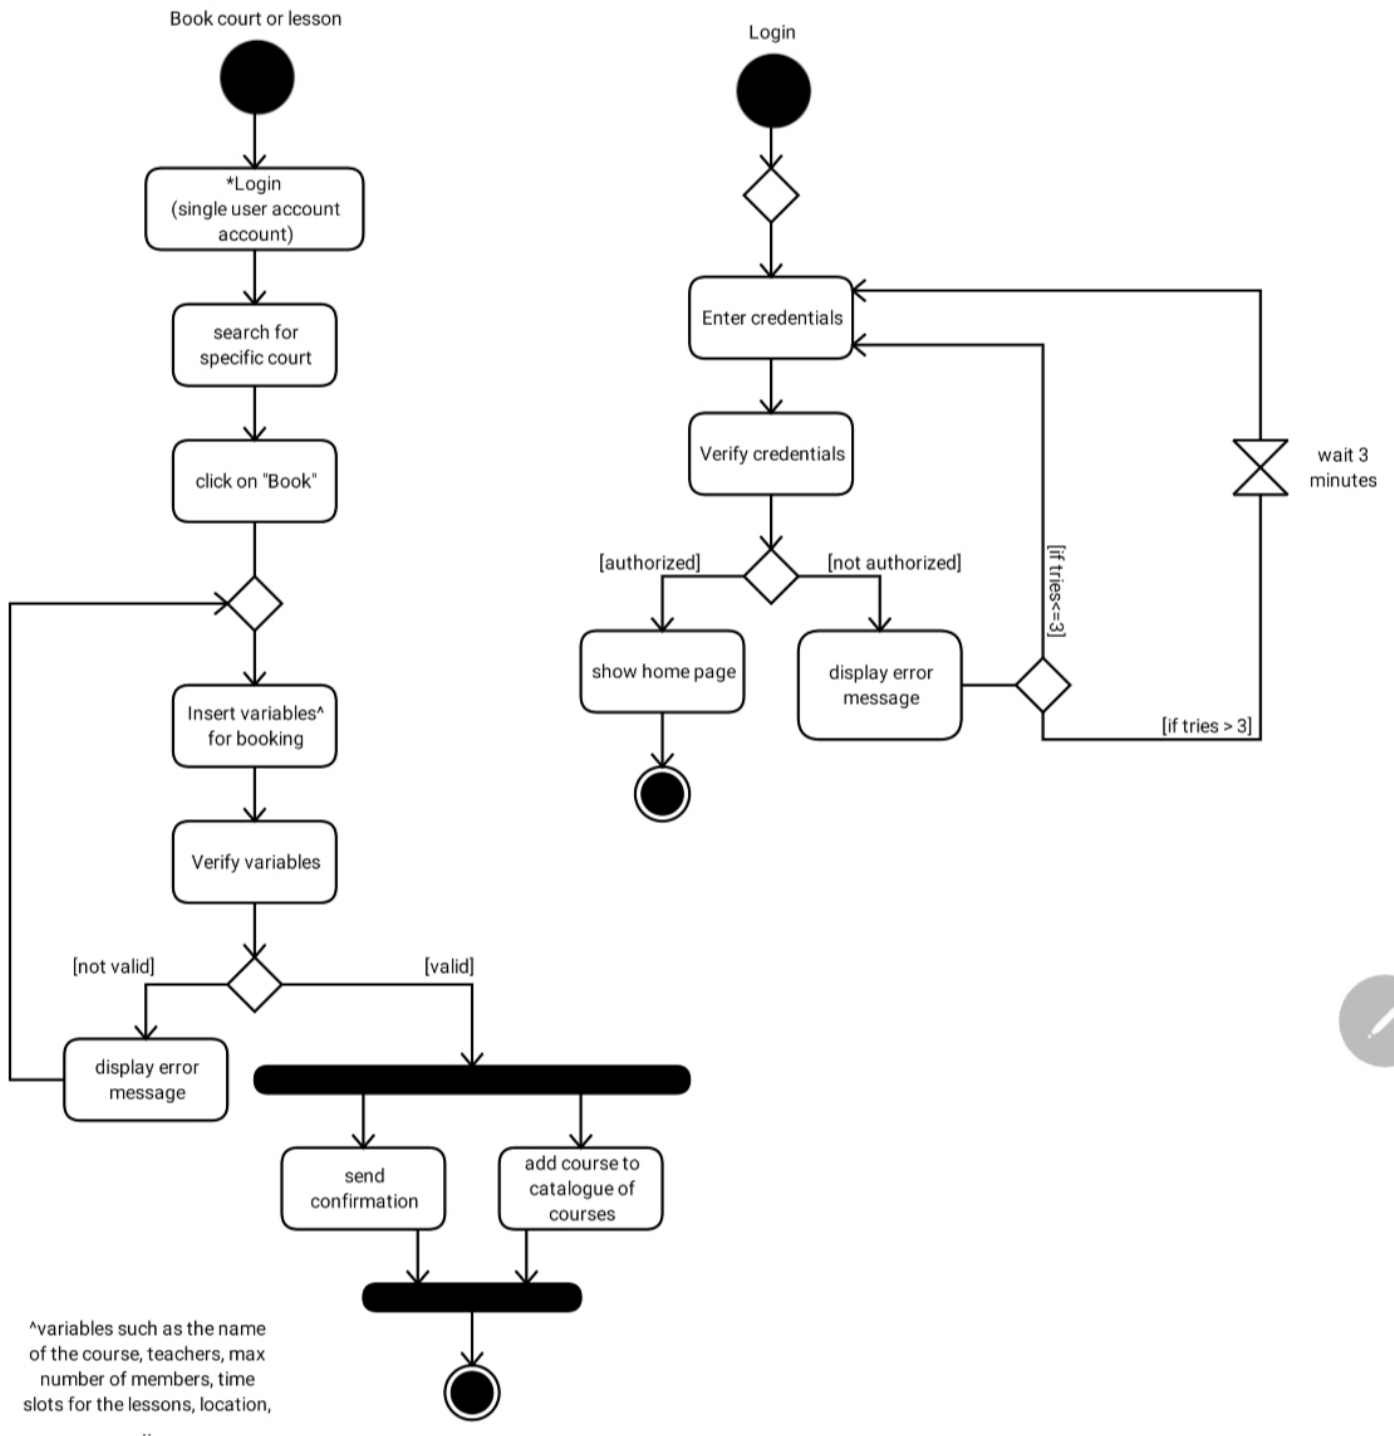 Book court or lesson
*Login
(single user account
account)
search for
specific court
click on "Book"
Insert variables^
for booking
Verify variables
[not valid]
[valid]
display error
message
send
confirmation
add course to
catalogue of
courses
^variables such as the name
of the course, teachers, max
number of members, time
slots for the lessons, location,
Login
Enter credentials
Verify credentials
[authorized]
[not authorized]
show home page
display error
message
[if tries<=3]
[if tries > 3]
wait 3
minutes